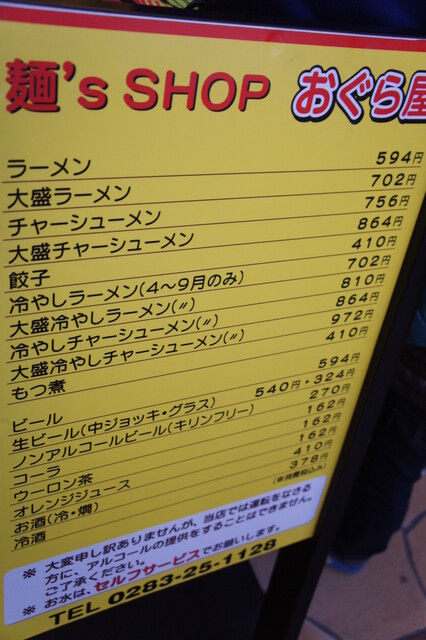 麺's SHOP おぐら屋
ラーメン 594円
大盛ラーメン 702円
チャーシューメン 756円
大盛チャーシューメン 864円
餃子 410円
冷やしラーメン(4〜9月のみ) 702円
大盛冷やしラーメン(〃) 810円
冷やしチャーシューメン(〃) 864円
大盛冷やしチャーシューメン(〃) 972円
もつ煮 410円
ビール 594円
生ビール(中ジョッキ・グラス) 540円・324円
ノンアルコールビール(キリンフリー) 270円
コーラ 162円
ウーロン茶 162円
オレンジジュース 162円
お酒(冷・燗) 410円
冷酒 378円
(※消費税込み)
※ 大変申し訳ありませんが、当店では運転をなさる
方に、アルコールの提供をすることはできません。
ご了承ください。
※ お水は、セルフサービスでお願いします。
TEL 0283-25-1128